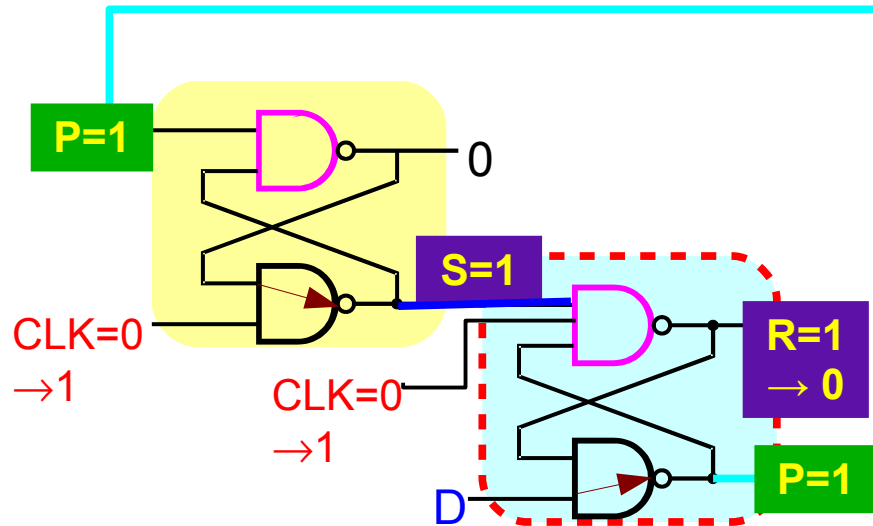 P=1
0
S=1
CLK=0
→1
CLK=0
→1
R=1
→ 0
P=1
D